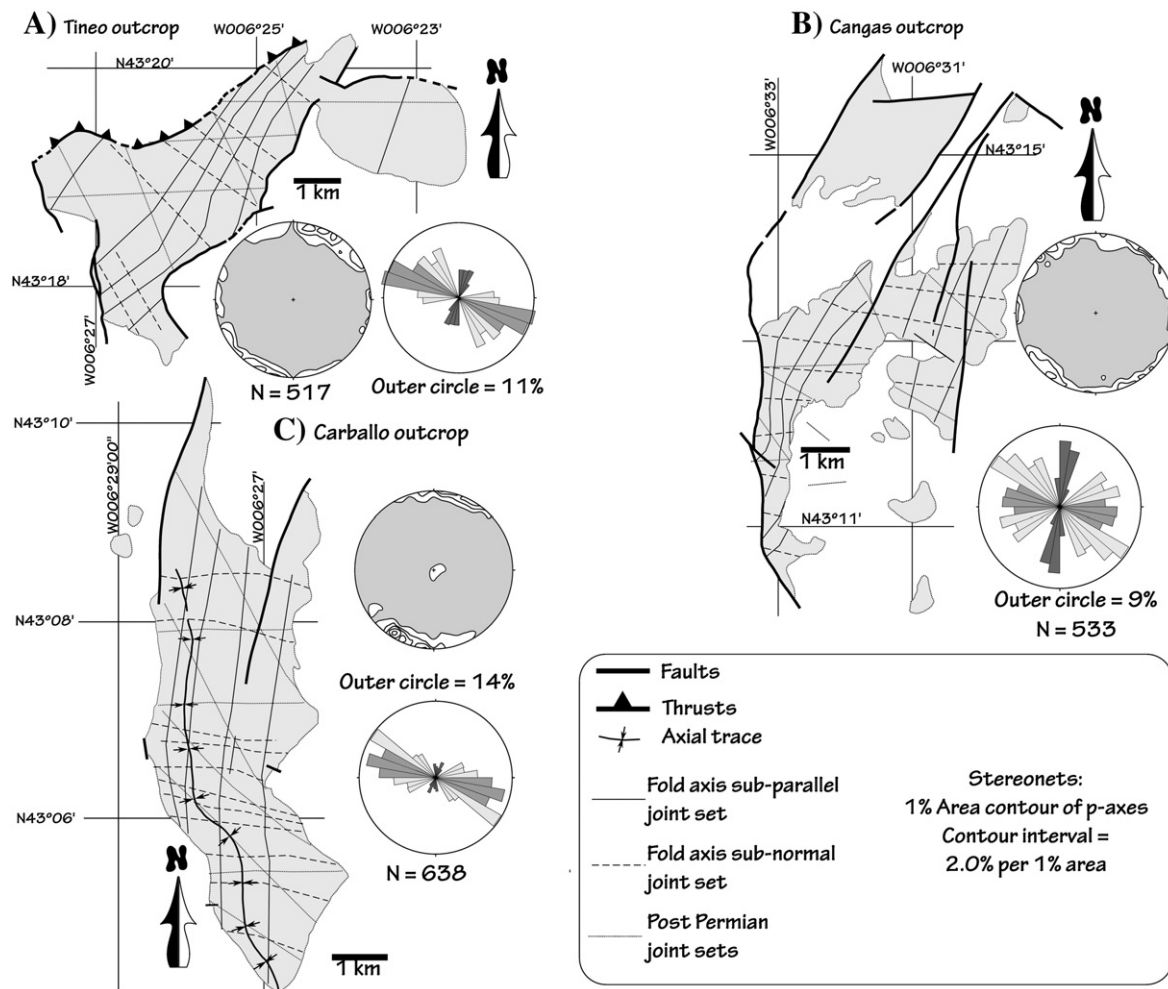 A) Tineo outcrop
W006°25'
W006°23'
N43°20'
N
1 km
N43°18'
W006°27'
N = 517
Outer circle = 11%
B) Cangas outcrop
W006°31'
W006°33'
N
N43°15'
1 km
N43°11'
Outer circle = 9%
N = 533
C) Carballo outcrop
N43°10'
W006°29'00"
W006°27'
N43°08'
Outer circle = 14%
N43°06'
N = 638
N
1 km
Faults
Thrusts
Axial trace
Fold axis sub-parallel
joint set
Fold axis sub-normal
joint set
Post Permian
joint sets
Stereonets:
1% Area contour of p-axes
Contour interval =
2.0% per 1% area